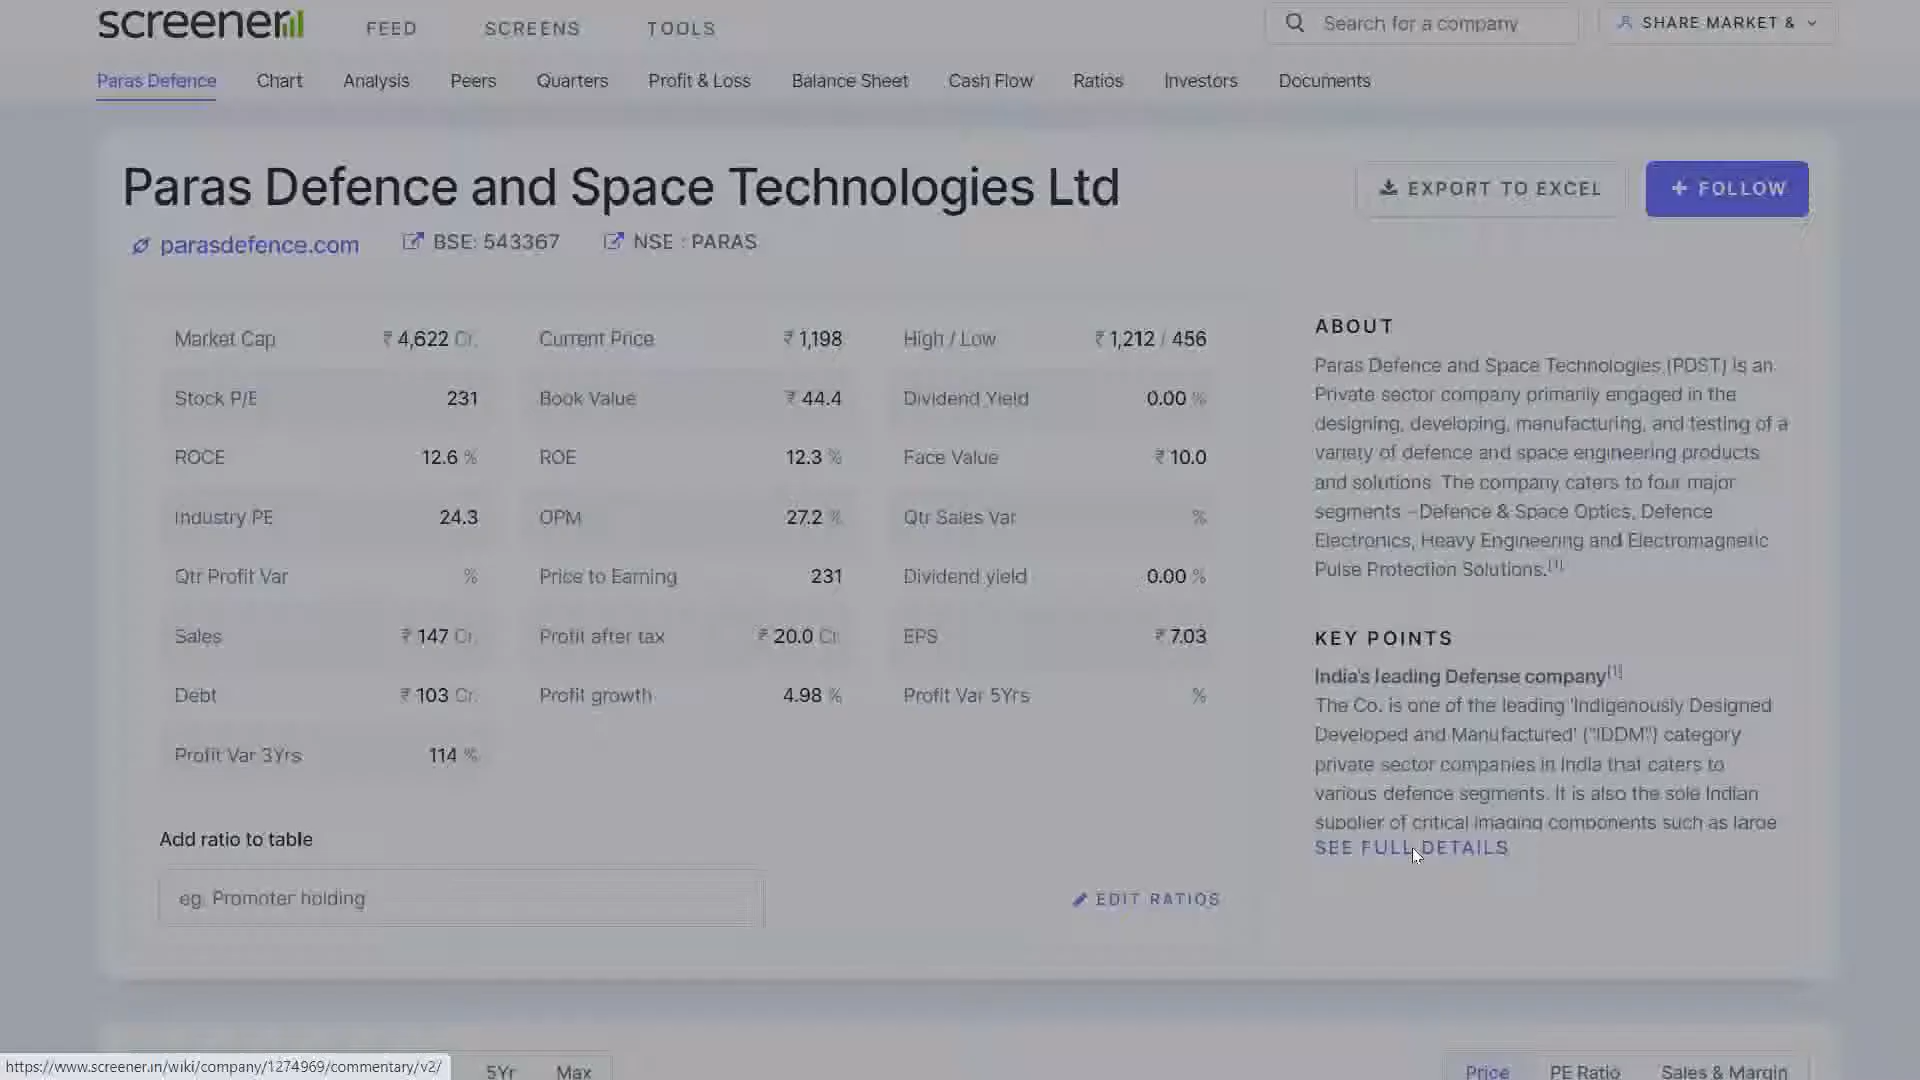 screener
FEED
SCREENS
TOOLS
Search for a company
SHARE MARKET &
Paras Defence
Chart
Analysis
Peers
Quarters
Profit & Loss
Balance Sheet
Cash Flow
Ratios
Investors
Documents
Paras Defence and Space Technologies Ltd
EXPORT TO EXCEL
+ FOLLOW
parasdefence.com
BSE: 543367
NSE : PARAS
Market Cap ₹ 4,622 Cr.
Current Price ₹ 1,198
High / Low ₹ 1,212 / 456
Stock P/E 231
Book Value ₹ 44.4
Dividend Yield 0.00 %
ROCE 12.6 %
ROE 12.3 %
Face Value ₹ 10.0
Industry PE 24.3
OPM 27.2 %
Qtr Sales Var %
Qtr Profit Var %
Price to Earning 231
Dividend yield 0.00 %
Sales ₹ 147 Cr.
Profit after tax ₹ 20.0 Cr.
EPS ₹ 7.03
Debt ₹ 103 Cr.
Profit growth 4.98 %
Profit Var 5Yrs %
Profit Var 3Yrs 114 %
Add ratio to table
eg. Promoter holding
EDIT RATIOS
ABOUT
Paras Defence and Space Technologies (PDST) is an
Private sector company primarily engaged in the
designing, developing, manufacturing, and testing of a
variety of defence and space engineering products
and solutions. The company caters to four major
segments –Defence & Space Optics, Defence
Electronics, Heavy Engineering and Electromagnetic
Pulse Protection Solutions.[1]
KEY POINTS
India's leading Defense company[1]
The Co. is one of the leading 'Indigenously Designed
Developed and Manufactured' ("IDDM") category
private sector companies in India that caters to
various defence segments. It is also the sole Indian
supplier of critical imaging components such as large
SEE FULL DETAILS
https://www.screener.in/wiki/company/1274969/commentary/v2/
5Yr
Max
Price
PE Ratio
Sales & Margin